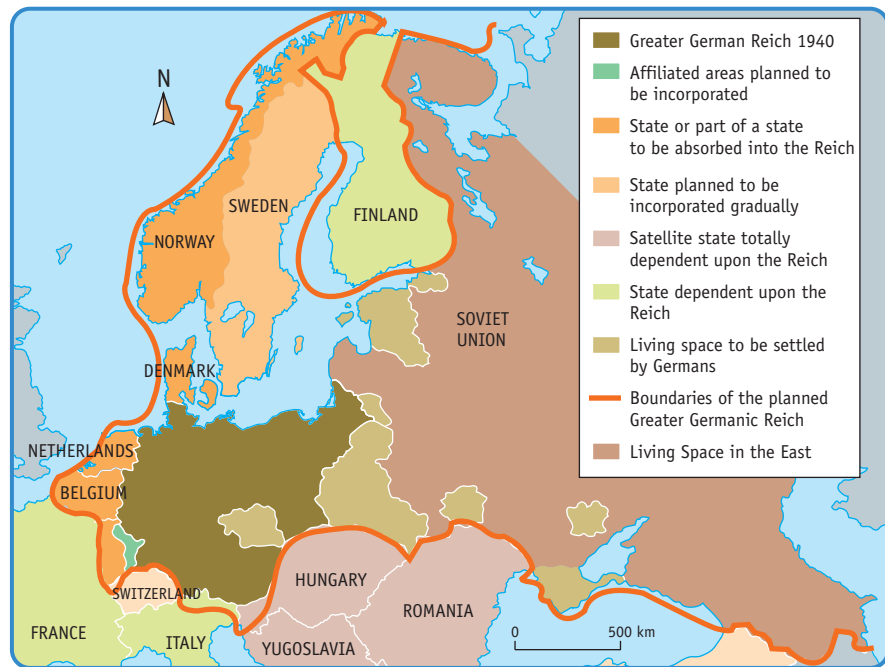 N
NORWAY
SWEDEN
FINLAND
SOVIET
UNION
DENMARK
NETHERLANDS
BELGIUM
SWITZERLAND
HUNGARY
ROMANIA
FRANCE
ITALY
YUGOSLAVIA
0 500 km
Greater German Reich 1940
Affiliated areas planned to
be incorporated
State or part of a state
to be absorbed into the Reich
State planned to be
incorporated gradually
Satellite state totally
dependent upon the Reich
State dependent upon the
Reich
Living space to be settled
by Germans
Boundaries of the planned
Greater Germanic Reich
Living Space in the East